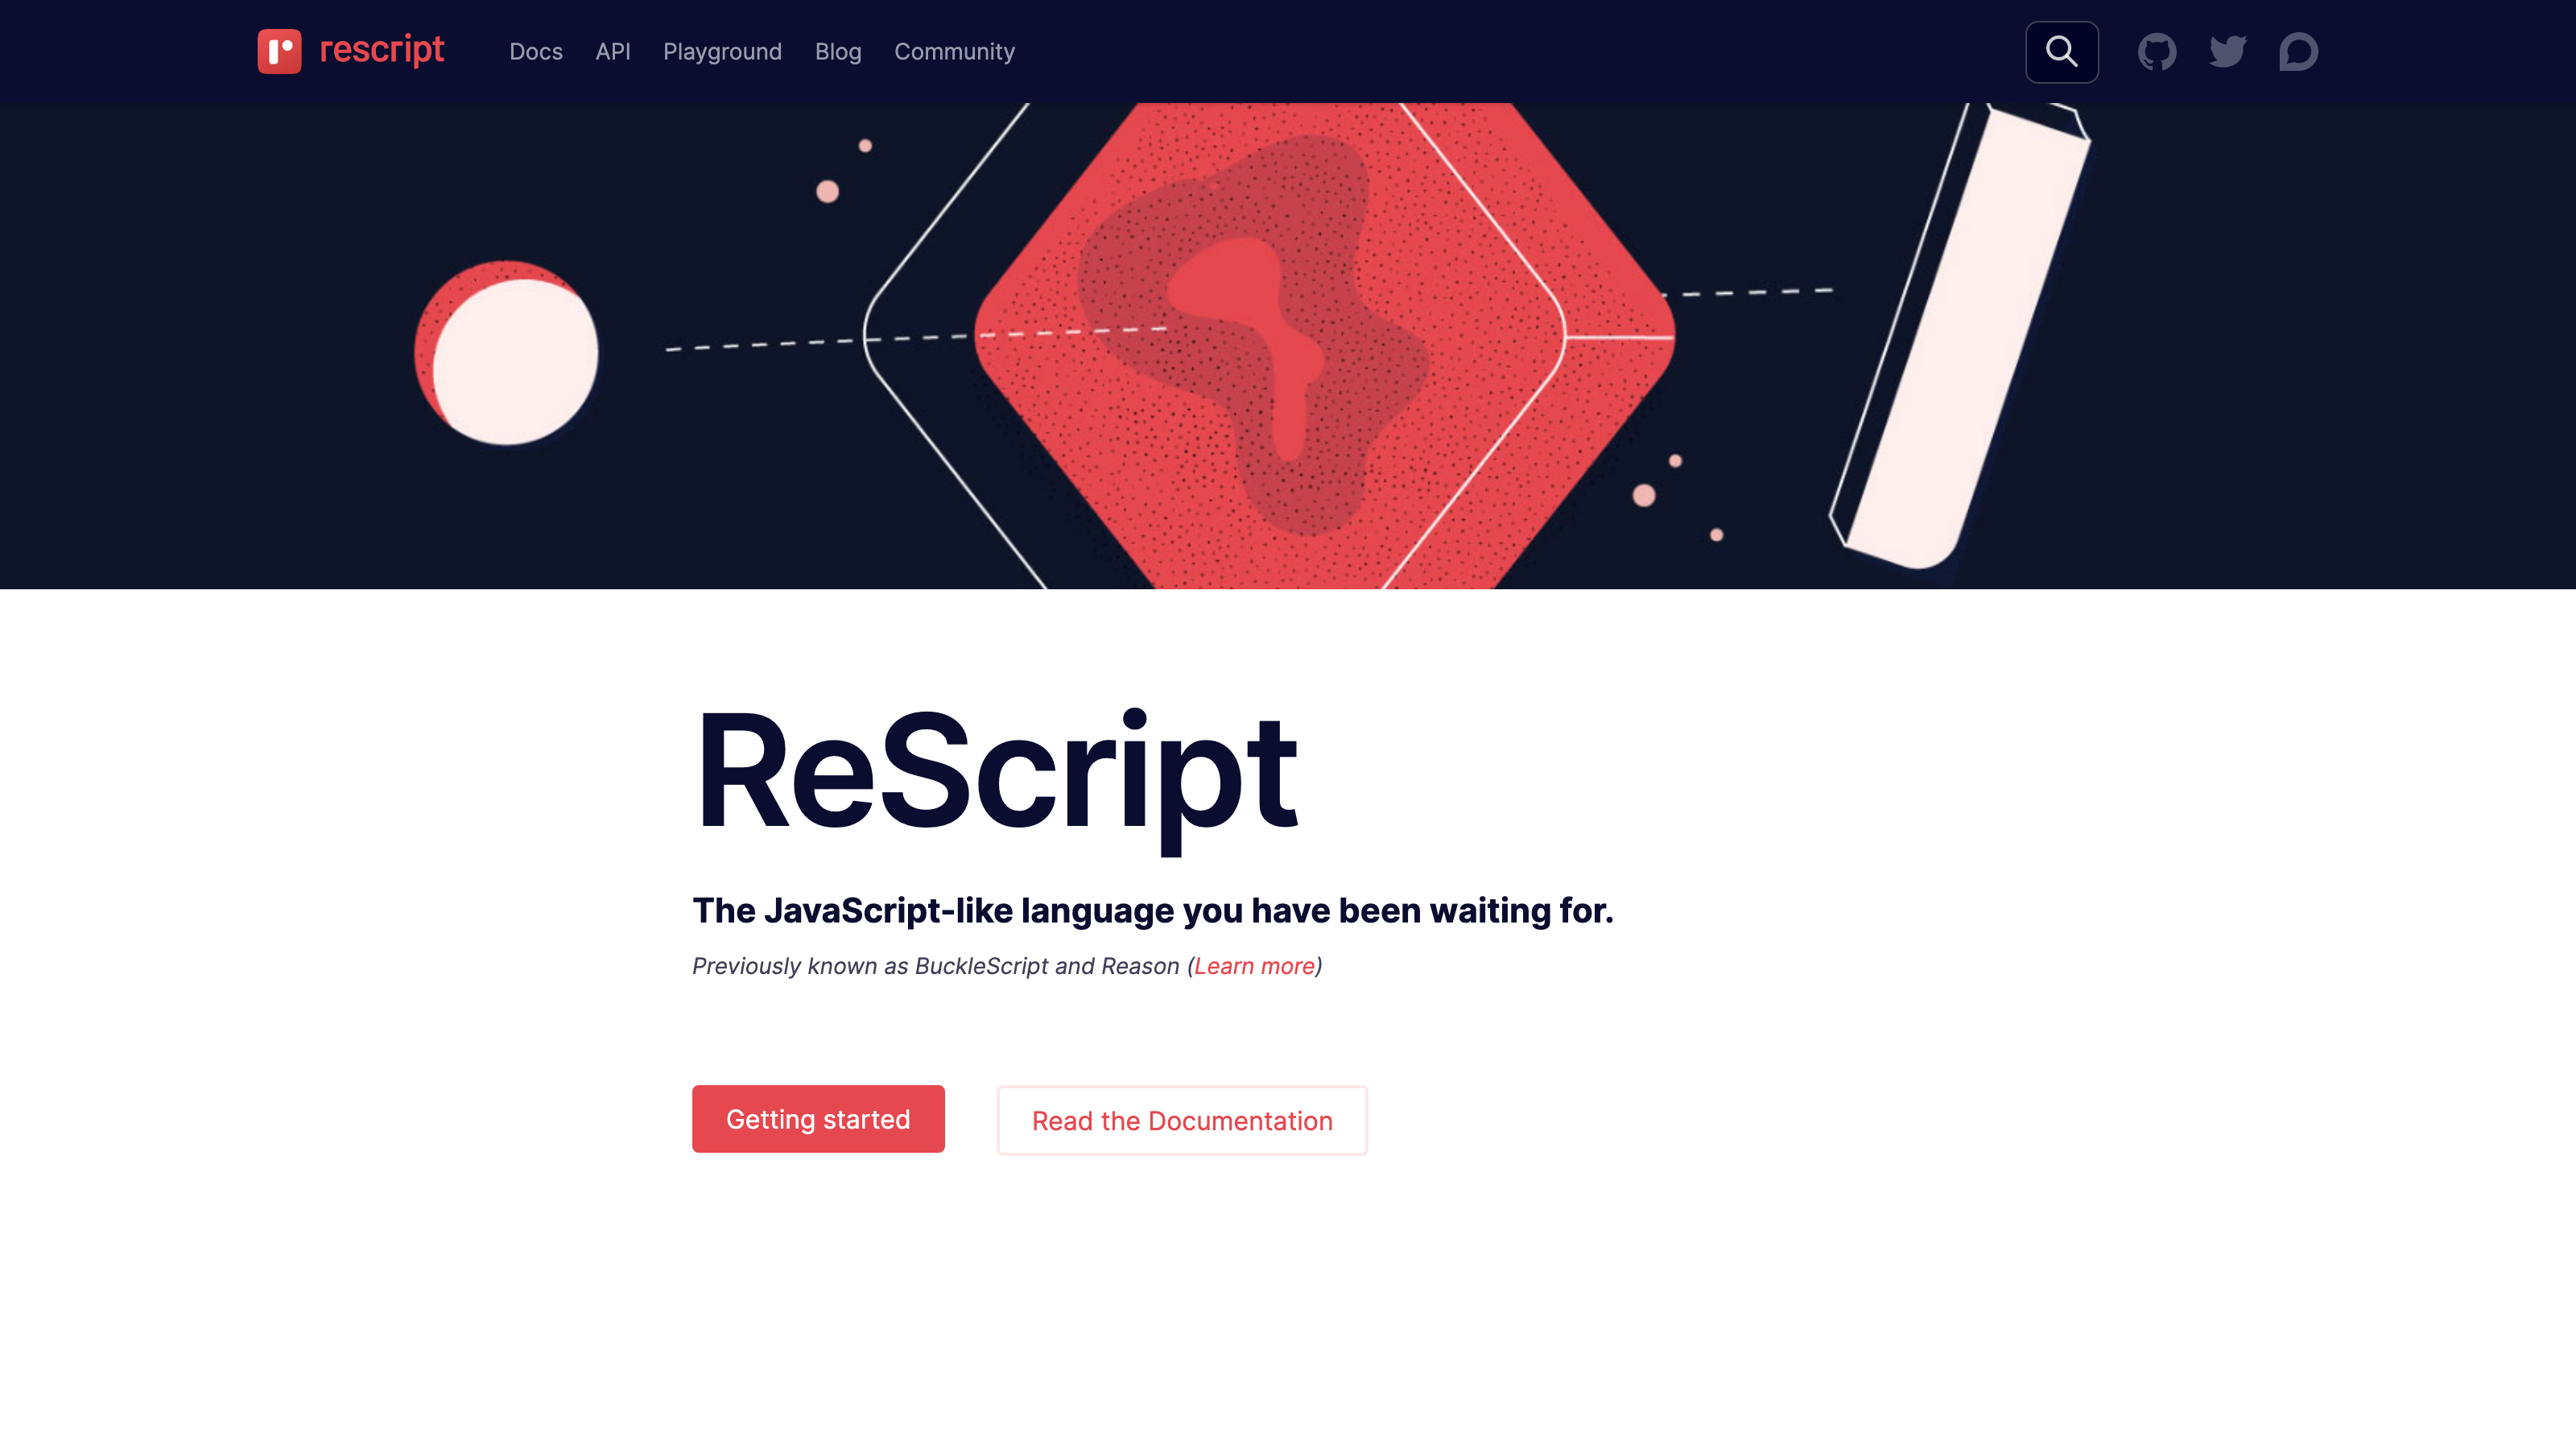 rescript
Docs API Playground Blog Community
ReScript
The JavaScript-like language you have been waiting for.
Previously known as BuckleScript and Reason (Learn more)
Getting started
Read the Documentation